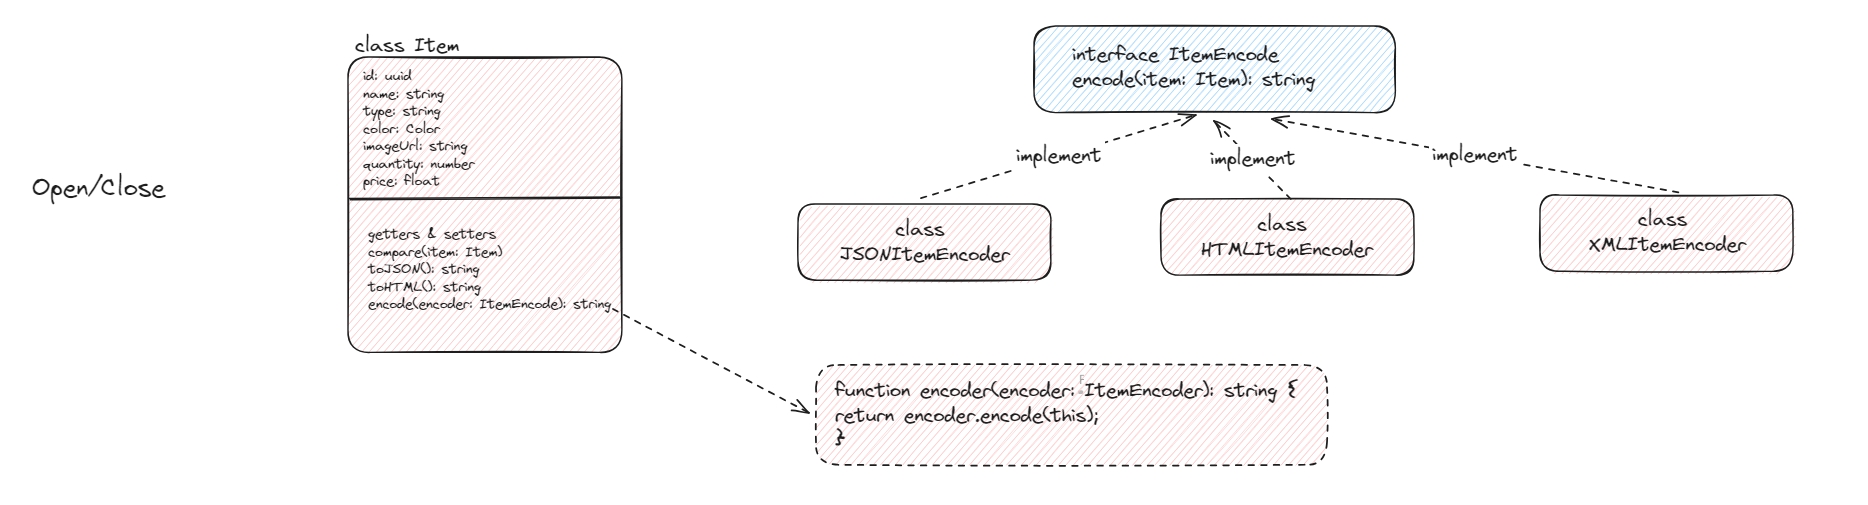 Open/Close
class Item
id: uuid
name: string
type: string
color: Color
imageUrl: string
quantity: number
price: float
getters & setters
compare(item: Item)
toJSON(): string
toHTML(): string
encode(encoder: ItemEncode): string
interface ItemEncode
encode(item: Item): string
implement
implement
implement
class
JSONItemEncoder
class
HTMLItemEncoder
class
XMLItemEncoder
function encoder(encoder: ItemEncoder): string {
return encoder.encode(this);
}